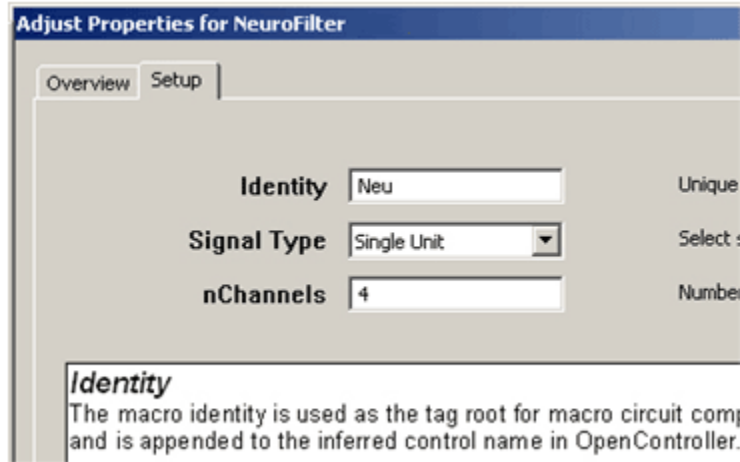 Adjust Properties for NeuroFilter
Overview Setup
Identity Neu Unique
Signal Type Single Unit Select
nChannels 4 Number
Identity
The macro identity is used as the tag root for macro circuit
and is appended to the inferred control name in OpenController.